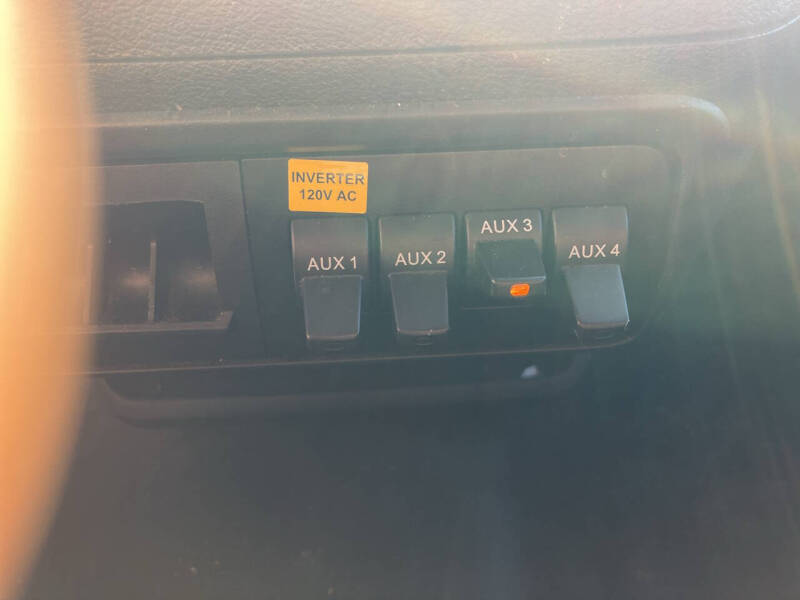 INVERTER
120V AC
AUX 1
AUX 2
AUX 3
AUX 4